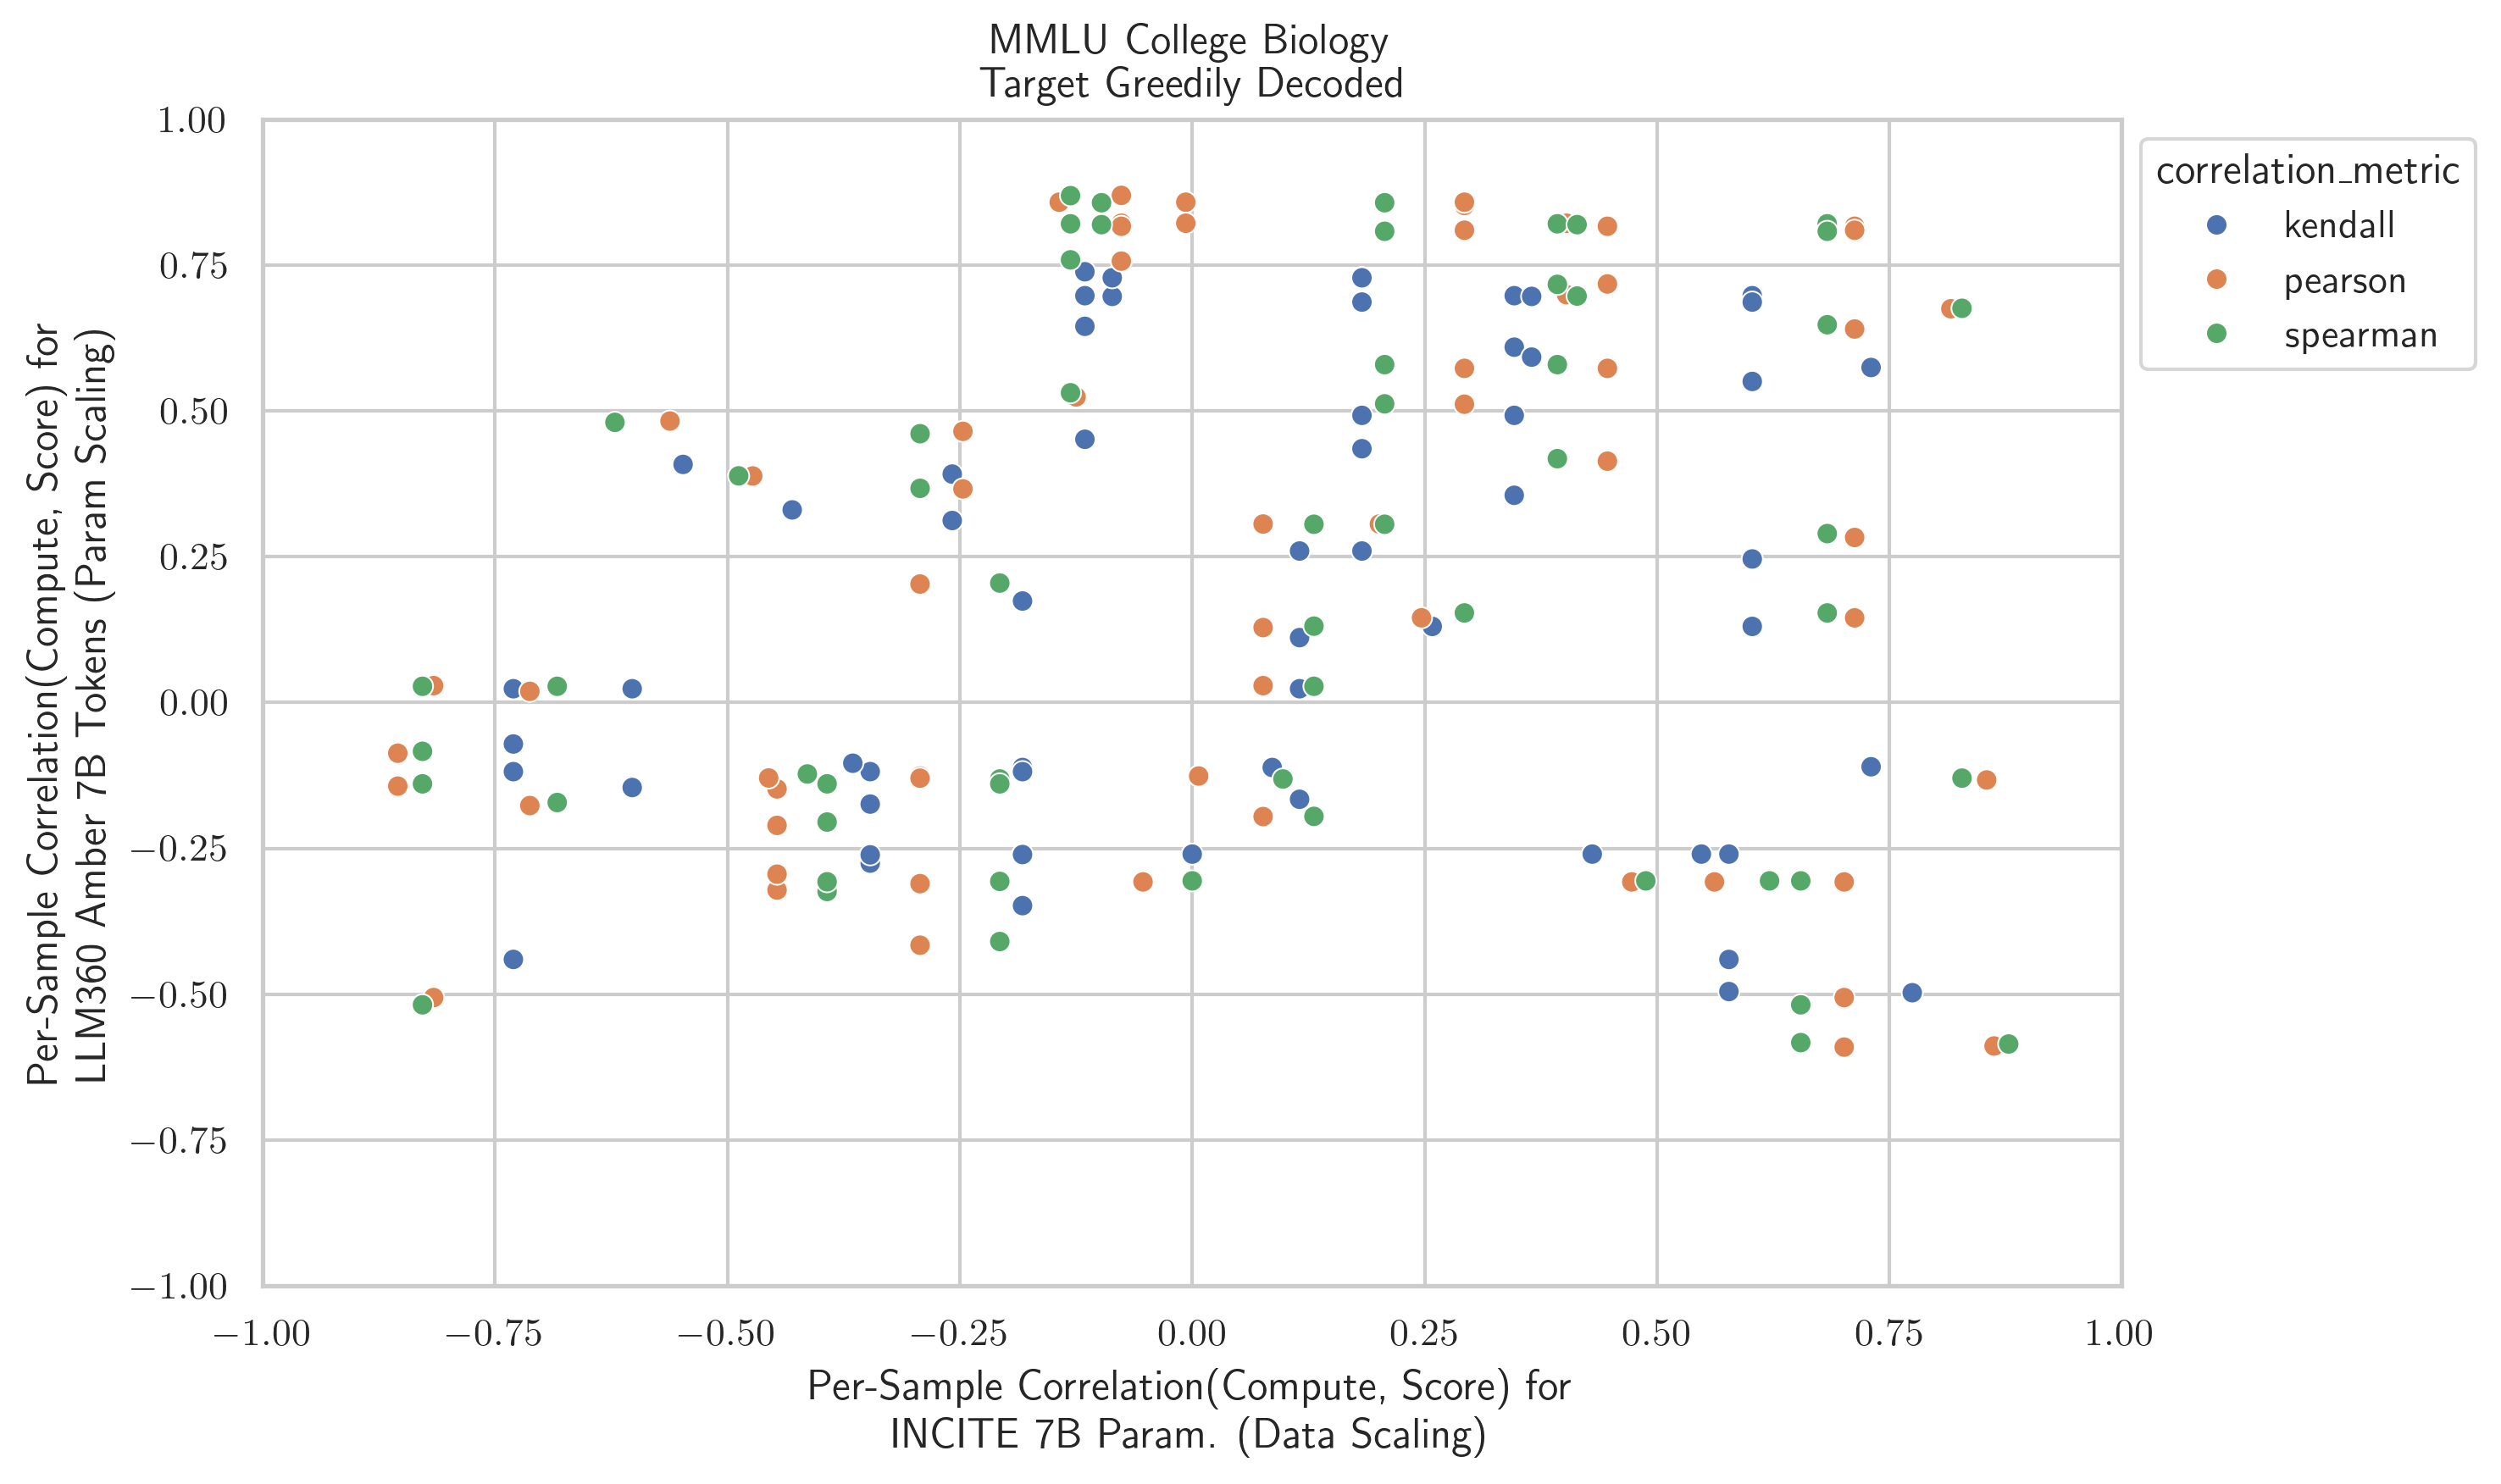 MMLU College Biology
Target Greedily Decoded
Per-Sample Correlation(Compute, Score) for
LLM360 Amber 7B Tokens (Param Scaling)
1.00
0.75
0.50
0.25
0.00
−0.25
−0.50
−0.75
−1.00
−1.00 −0.75 −0.50 −0.25 0.00 0.25 0.50 0.75 1.00
Per-Sample Correlation(Compute, Score) for
INCITE 7B Param. (Data Scaling)
correlation_metric
kendall
pearson
spearman